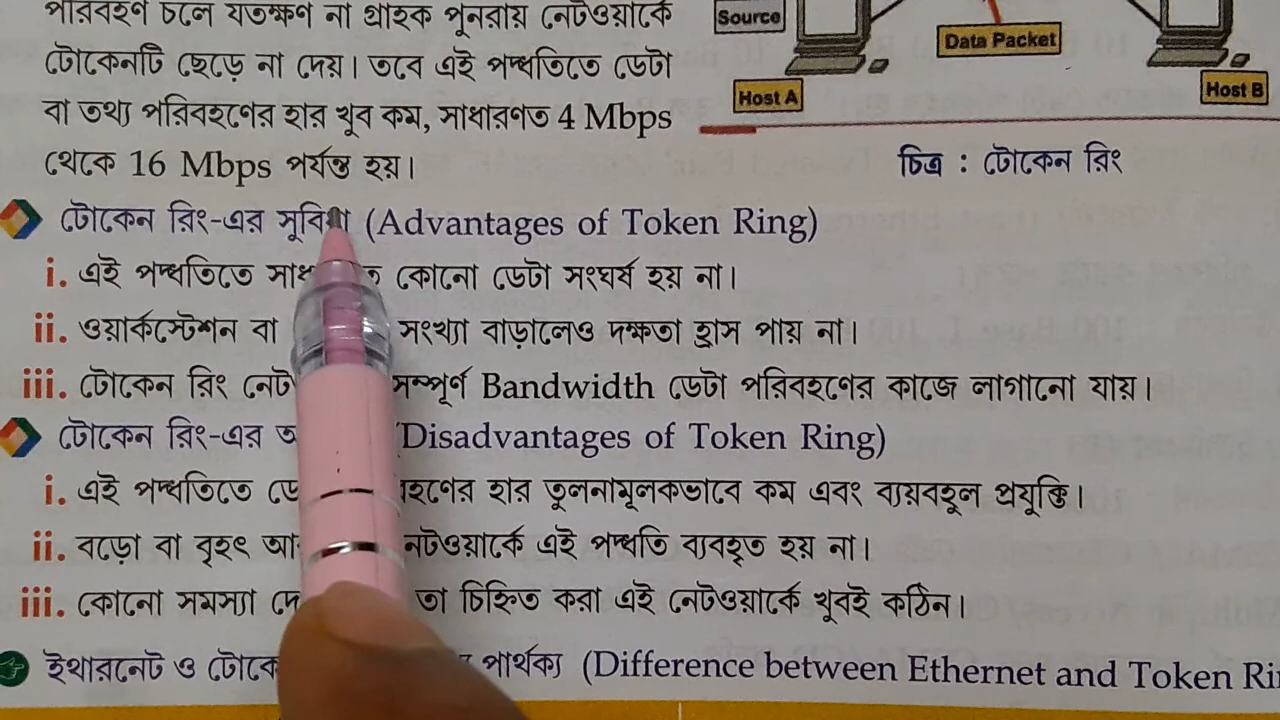 পরিবহণ চলে যতক্ষণ না গ্রাহক পুনরায় নেটওয়ার্কে
টোকেনটি ছেড়ে না দেয়। তবে এই পদ্ধতিতে ডেটা
বা তথ্য পরিবহণের হার খুব কম, সাধারণত 4 Mbps
থেকে 16 Mbps পর্যন্ত হয়।
Source
Data Packet
Host A
Host B
চিত্র : টোকেন রিং
টোকেন রিং-এর সুবিধা (Advantages of Token Ring)
i. এই পদ্ধতিতে কোনো ডেটা সংঘর্ষ হয় না।
ii. ওয়ার্কস্টেশন বা সংখ্যা বাড়ালেও দক্ষতা হ্রাস পায় না।
iii. টোকেন রিং সম্পূর্ণ Bandwidth ডেটা পরিবহণের কাজে লাগানো যায়।
টোকেন রিং-এর (Disadvantages of Token Ring)
i. এই পদ্ধতিতে হার তুলনামূলকভাবে কম এবং ব্যয়বহুল প্রযুক্তি।
ii. বড়ো বা বৃহৎ এই পদ্ধতি ব্যবহৃত হয় না।
iii. কোনো সমস্যা তা চিহ্নিত করা এই নেটওয়ার্কে খুবই কঠিন।
ইথারনেট ও পার্থক্য (Difference between Ethernet and Token